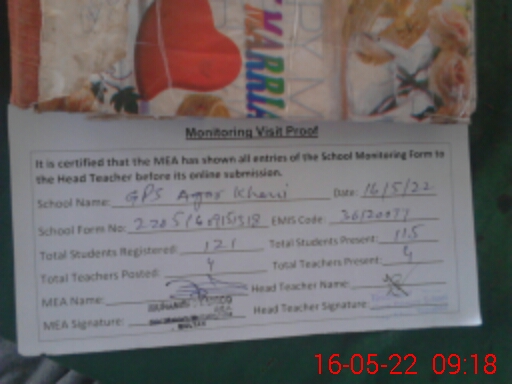 Monitoring Visit Proof
It is certified that the MEA has shown all entries of the School Monitoring Form to
the Head Teacher before its online submission.
School Name: GPS Agar Kheni Date: 16/5/22
School Form No: EMIS Code:
Total Students Registered: 121 Total Students Present: 115
Total Teachers Posted: 4 Total Teachers Present: 4
MEA Name: Head Teacher Name:
MEA Signature: Head Teacher Signature:
16-05-22 09:18